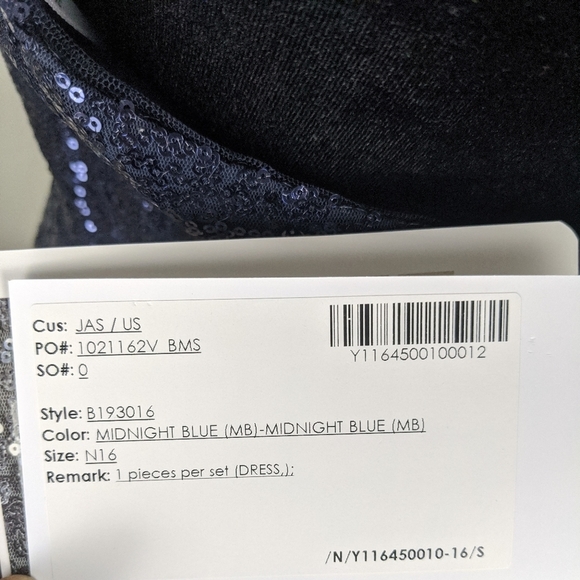 Cus: JAS / US
PO#: 1021162V BMS
SO#: 0
Y1164500100012
Style: B193016
Color: MIDNIGHT BLUE (MB)-MIDNIGHT BLUE (MB)
Size: N16
Remark: 1 pieces per set (DRESS,);
/N/Y116450010-16/S